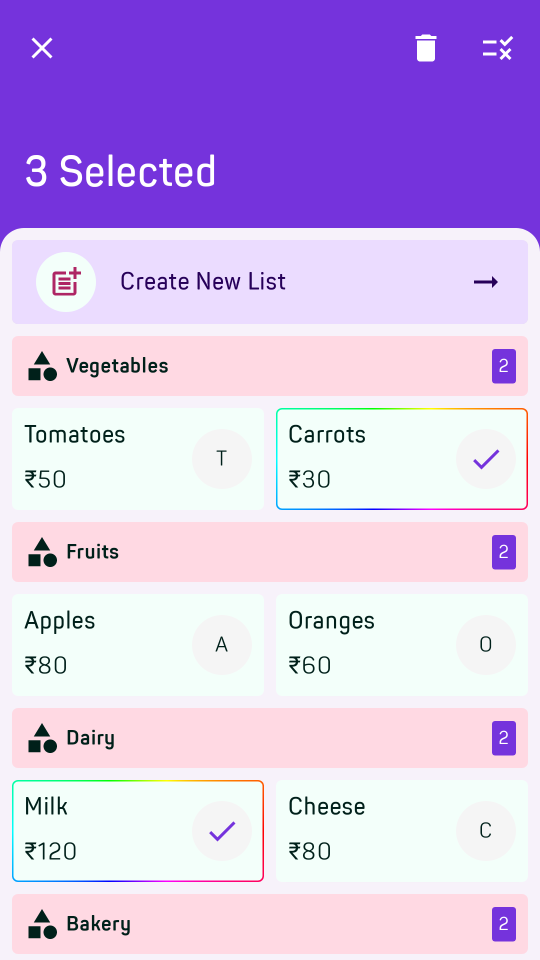 3 Selected
Create New List
Vegetables 2
Tomatoes
₹50
T
Carrots
₹30
Fruits 2
Apples
₹80
A
Oranges
₹60
O
Dairy 2
Milk
₹120
Cheese
₹80
C
Bakery 2